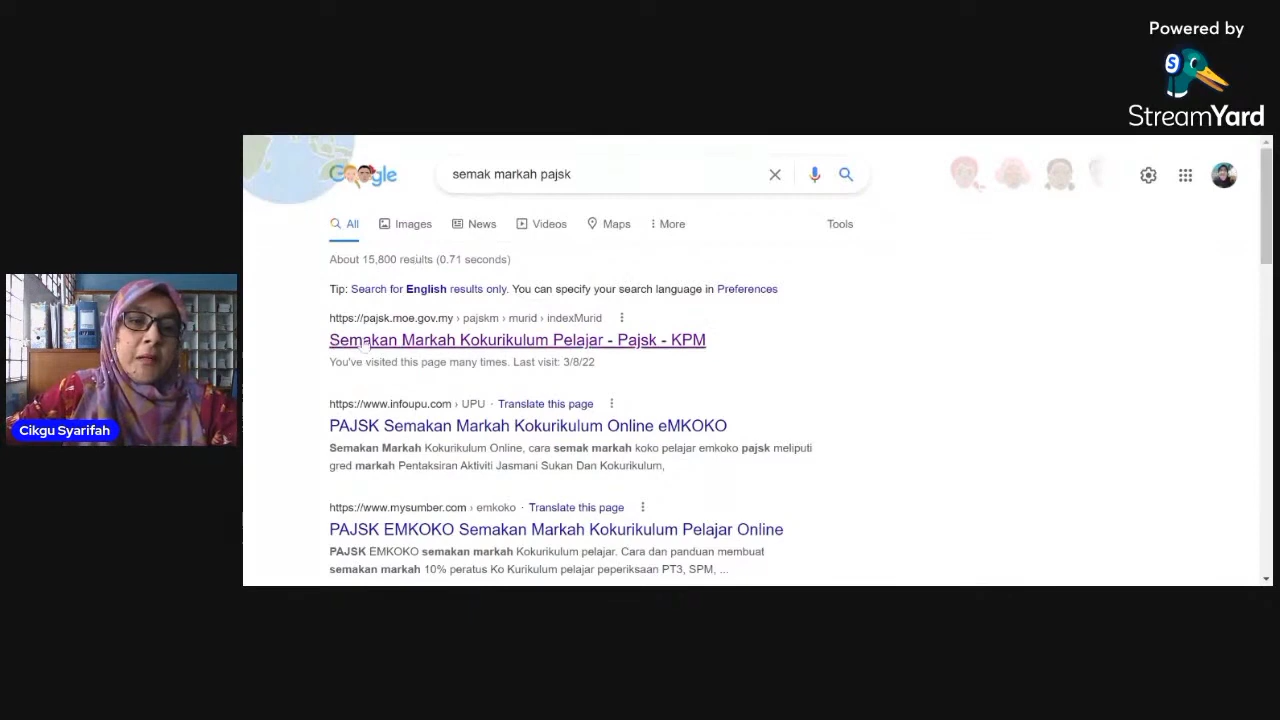 Powered by
StreamYard
Google
semak markah pajsk
All
Images
News
Videos
Maps
More
Tools
About 15,800 results (0.71 seconds)
Tip: Search for English results only. You can specify your search language in Preferences
https://pajsk.moe.gov.my › pajskm › murid › indexMurid
Semakan Markah Kokurikulum Pelajar - Pajsk - KPM
You've visited this page many times. Last visit: 3/8/22
https://www.infoupu.com › UPU · Translate this page
PAJSK Semakan Markah Kokurikulum Online eMKOKO
Semakan Markah Kokurikulum Online, cara semak markah koko pelajar emkoko pajsk meliputi
gred markah Pentaksiran Aktiviti Jasmani Sukan Dan Kokurikulum,
https://www.mysumber.com › emkoko · Translate this page
PAJSK EMKOKO Semakan Markah Kokurikulum Pelajar Online
PAJSK EMKOKO semakan markah Kokurikulum pelajar. Cara dan panduan membuat
semakan markah 10% peratus Ko Kurikulum pelajar peperiksaan PT3, SPM, ...
Cikgu Syarifah